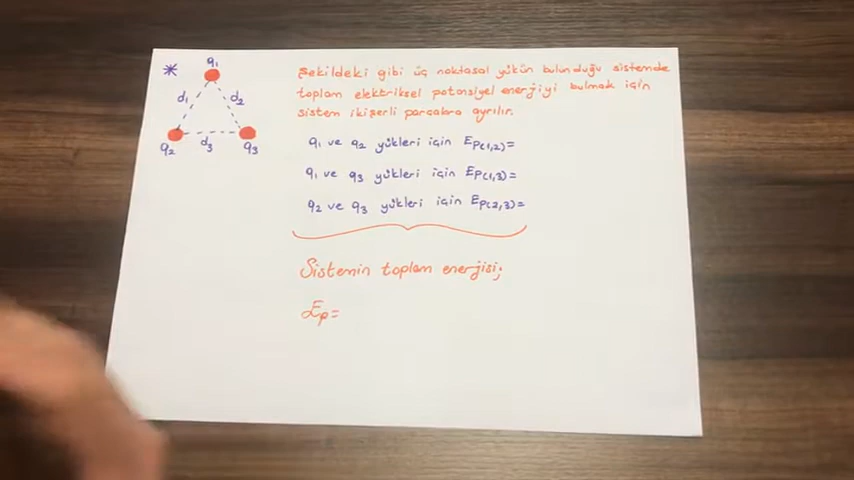 *
q1
d1
d2
q2
d3
q3
Şekildeki gibi üç noktasal yükün bulunduğu sistemde
toplam elektriksel potansiyel enerjiyi bulmak için
sistem ikişerli parçalara ayrılır.
q1 ve q2 yükleri için EP(1,2)=
q1 ve q3 yükleri için EP(1,3)=
q2 ve q3 yükleri için EP(2,3)=
Sistemin toplam enerjisi;
Ep=